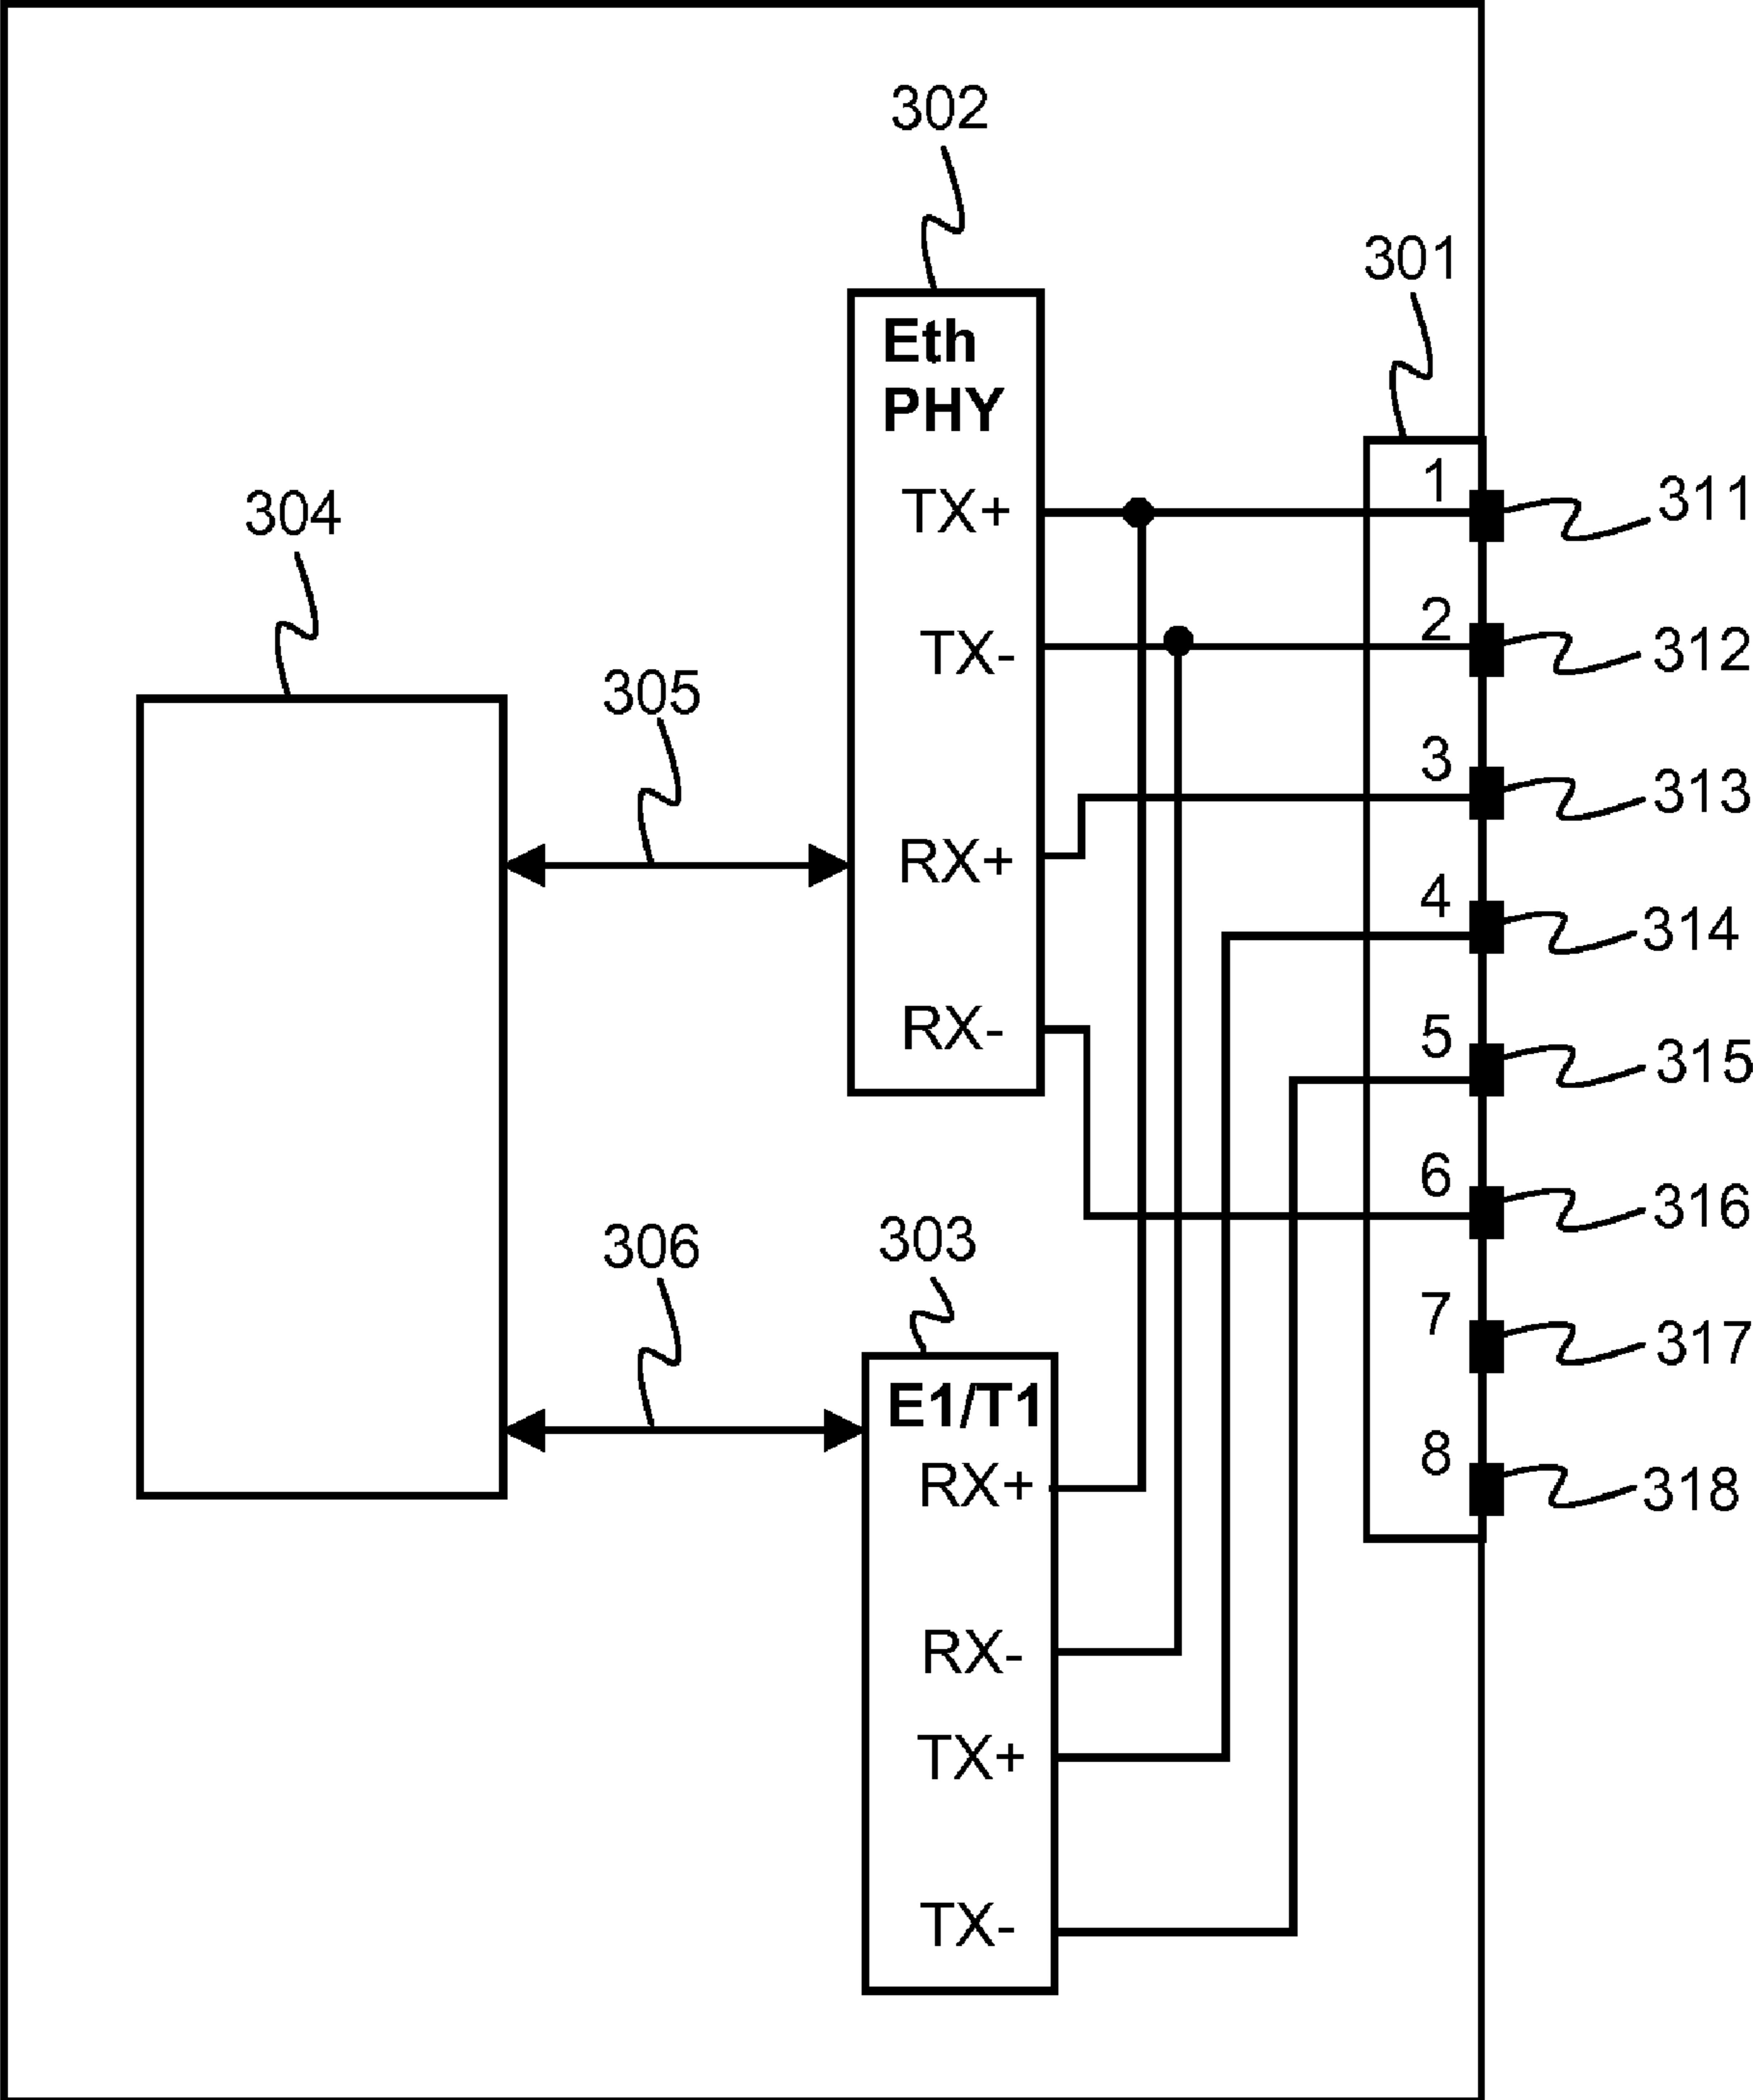 302
301
Eth
PHY
1
311
TX+
304
2
312
TX-
305
3
313
RX+
4
314
RX-
5
315
6
316
306
303
7
317
E1/T1
8
318
RX+
RX-
TX+
TX-